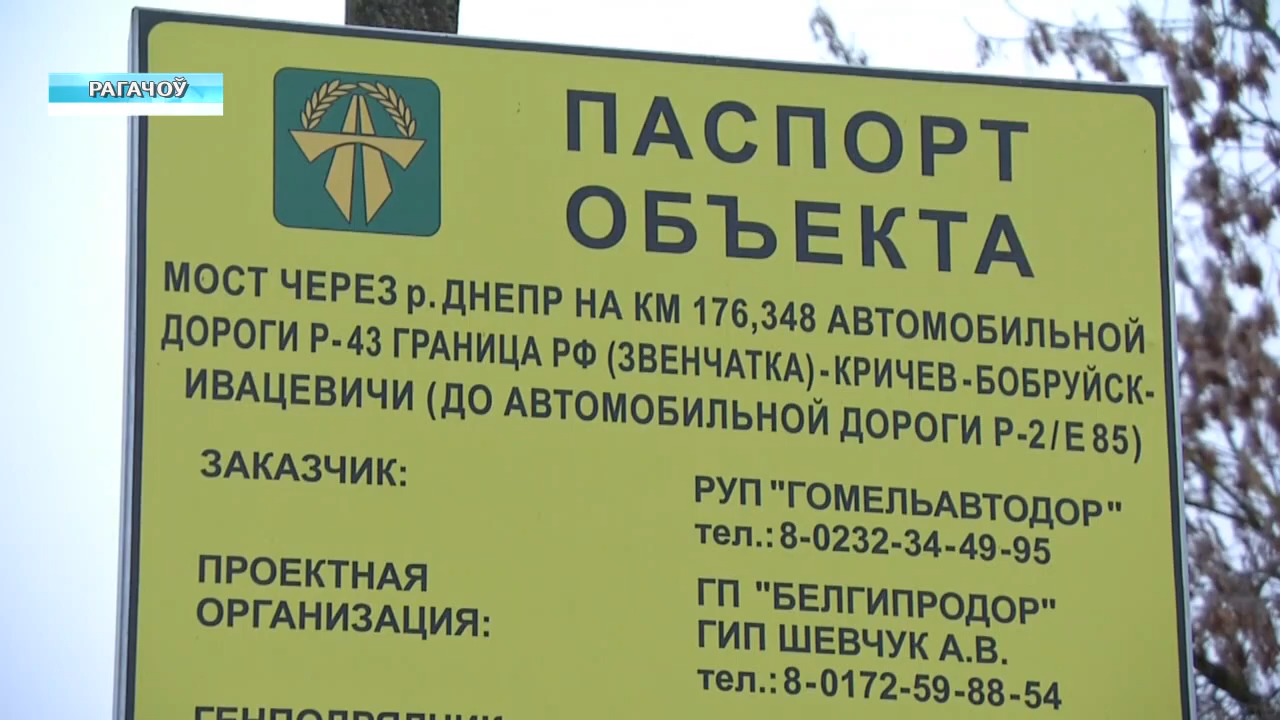 РАГАЧОЎ
ПАСПОРТ
ОБЪЕКТА
МОСТ ЧЕРЕЗ р. ДНЕПР НА КМ 176,348 АВТОМОБИЛЬНОЙ
ДОРОГИ Р-43 ГРАНИЦА РФ (ЗВЕНЧАТКА)-КРИЧЕВ-БОБРУЙСК-
ИВАЦЕВИЧИ (ДО АВТОМОБИЛЬНОЙ ДОРОГИ Р-2/Е 85)
ЗАКАЗЧИК:
РУП "ГОМЕЛЬАВТОДОР"
тел.: 8-0232-34-49-95
ПРОЕКТНАЯ
ОРГАНИЗАЦИЯ:
ГП "БЕЛГИПРОДОР"
ГИП ШЕВЧУК А.В.
тел.: 8-0172-59-88-54
ГЕНПОДРЯДЧИК